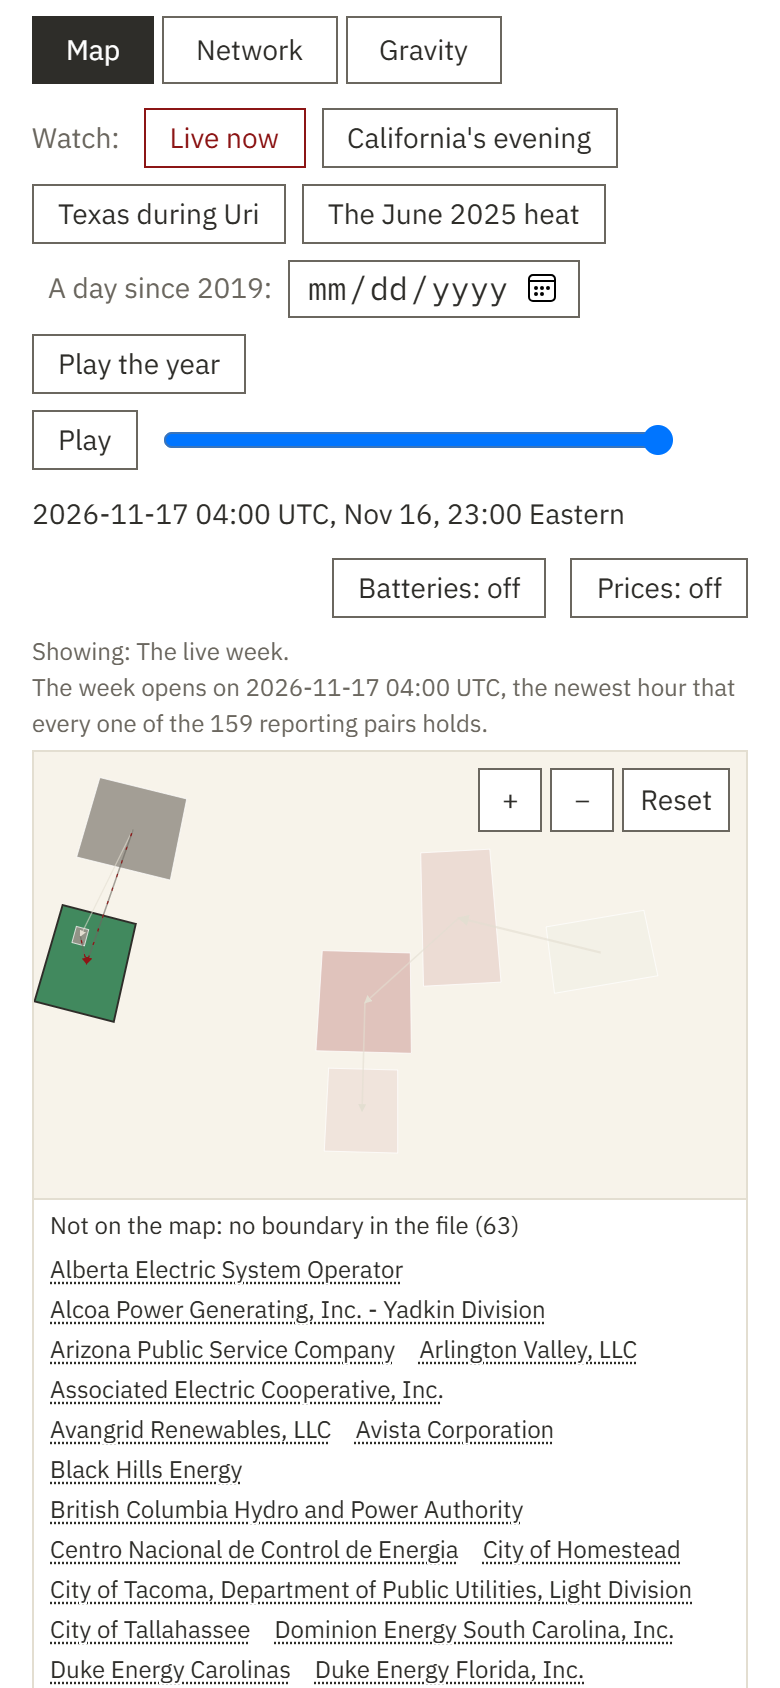 Map Network Gravity
Watch: Live now California's evening
Texas during Uri The June 2025 heat
A day since 2019: mm/dd/yyyy
Play the year
Play
2026-11-17 04:00 UTC, Nov 16, 23:00 Eastern
Batteries: off Prices: off
Showing: The live week.
The week opens on 2026-11-17 04:00 UTC, the newest hour that
every one of the 159 reporting pairs holds.
+ − Reset
Not on the map: no boundary in the file (63)
Alberta Electric System Operator
Alcoa Power Generating, Inc. - Yadkin Division
Arizona Public Service Company Arlington Valley, LLC
Associated Electric Cooperative, Inc.
Avangrid Renewables, LLC Avista Corporation
Black Hills Energy
British Columbia Hydro and Power Authority
Centro Nacional de Control de Energia City of Homestead
City of Tacoma, Department of Public Utilities, Light Division
City of Tallahassee Dominion Energy South Carolina, Inc.
Duke Energy Carolinas Duke Energy Florida, Inc.